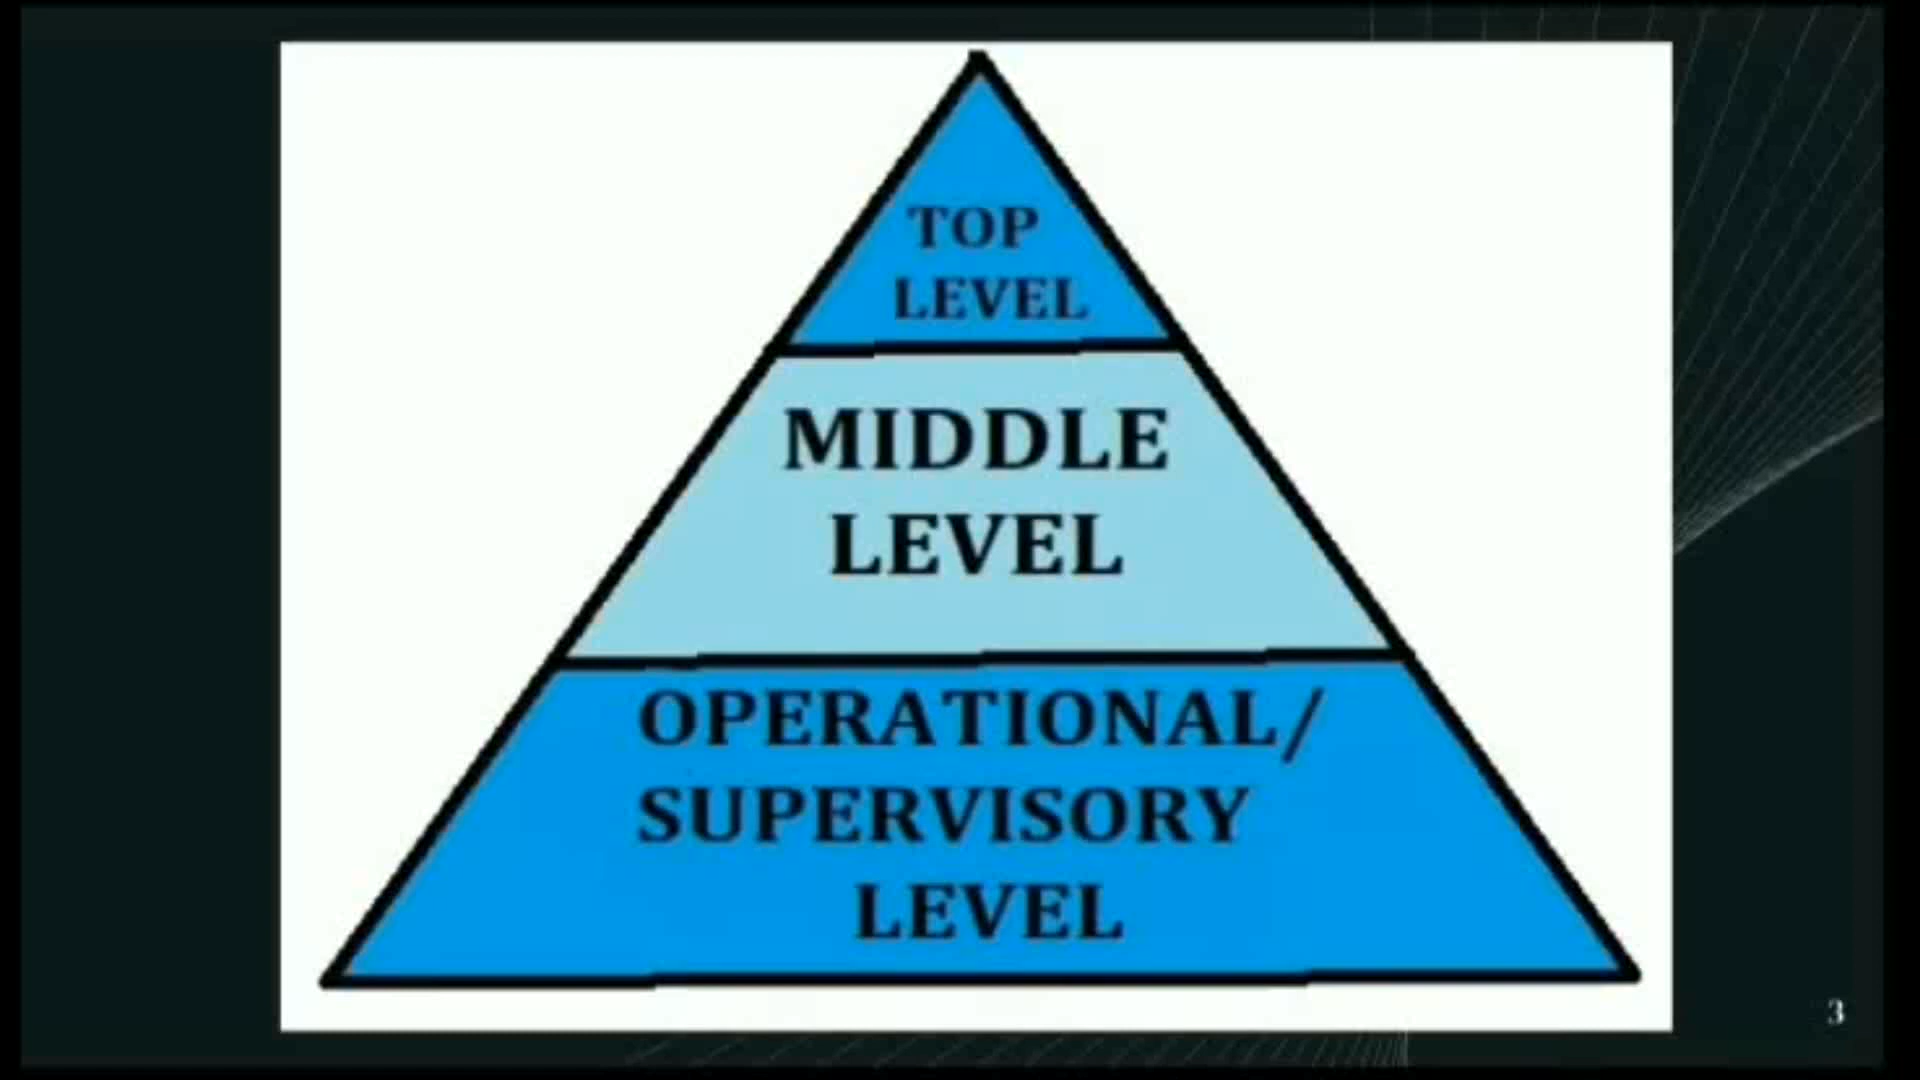 TOP
LEVEL
MIDDLE
LEVEL
OPERATIONAL/
SUPERVISORY
LEVEL
3